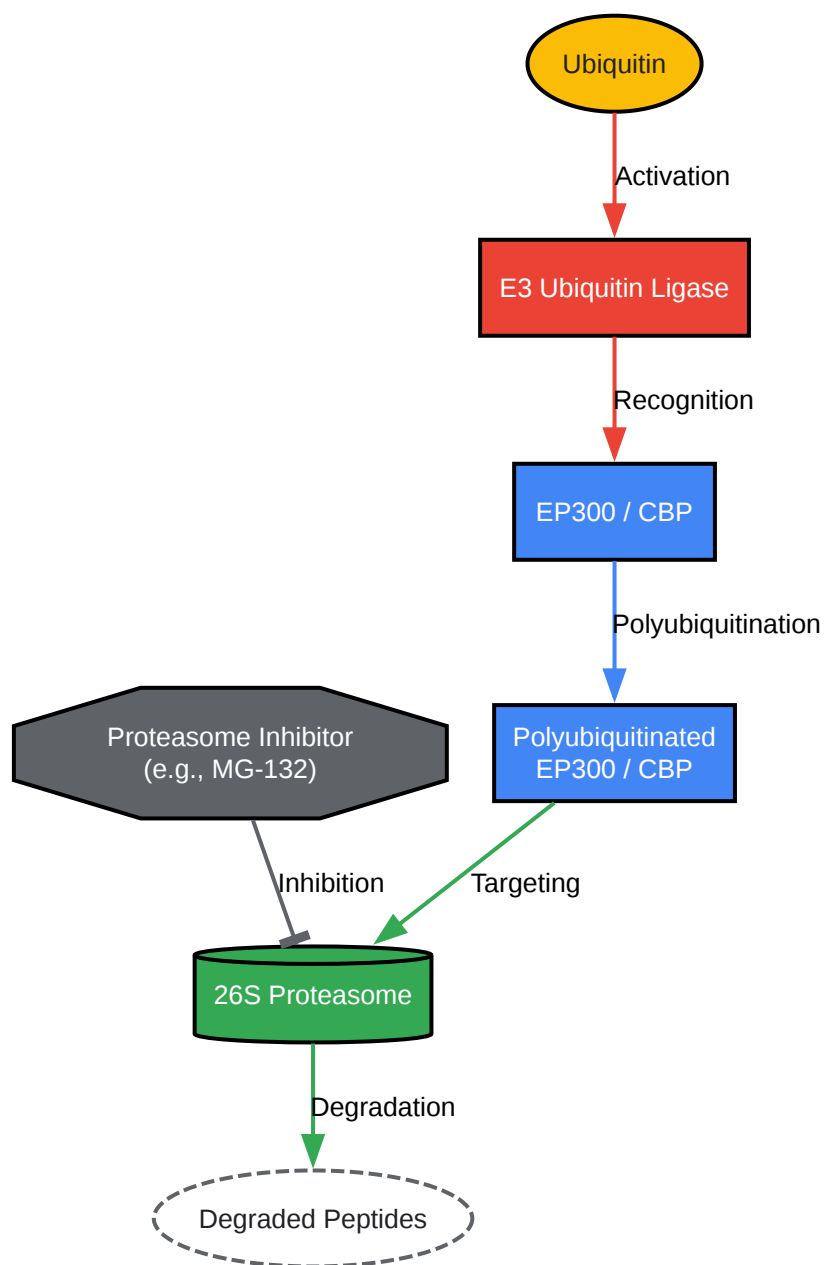 Ubiquitin
Activation
E3 Ubiquitin Ligase
Recognition
EP300 / CBP
Polyubiquitination
Proteasome Inhibitor
(e.g., MG-132)
Polyubiquitinated
EP300 / CBP
Inhibition
Targeting
26S Proteasome
Degradation
Degraded Peptides